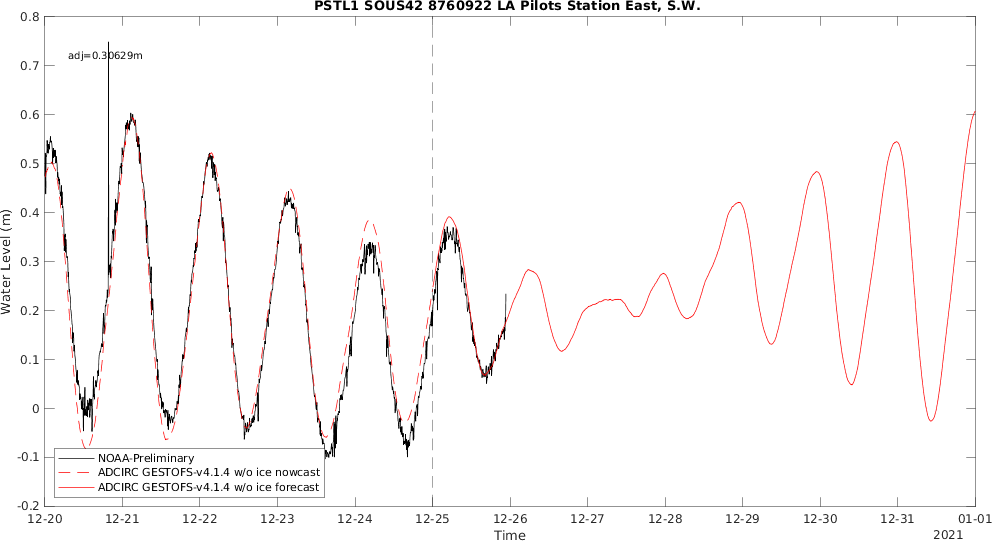 PSTL1 SOUS42 8760922 LA Pilots Station East, S.W.
0.8
0.7
0.6
0.5
0.4
0.3
0.2
0.1
0
-0.1
-0.2
Water Level (m)
adj=0.30629m
NOAA-Preliminary
ADCIRC GESTOFS-v4.1.4 w/o ice nowcast
ADCIRC GESTOFS-v4.1.4 w/o ice forecast
12-20 12-21 12-22 12-23 12-24 12-25 12-26 12-27 12-28 12-29 12-30 12-31 01-01
Time
2021